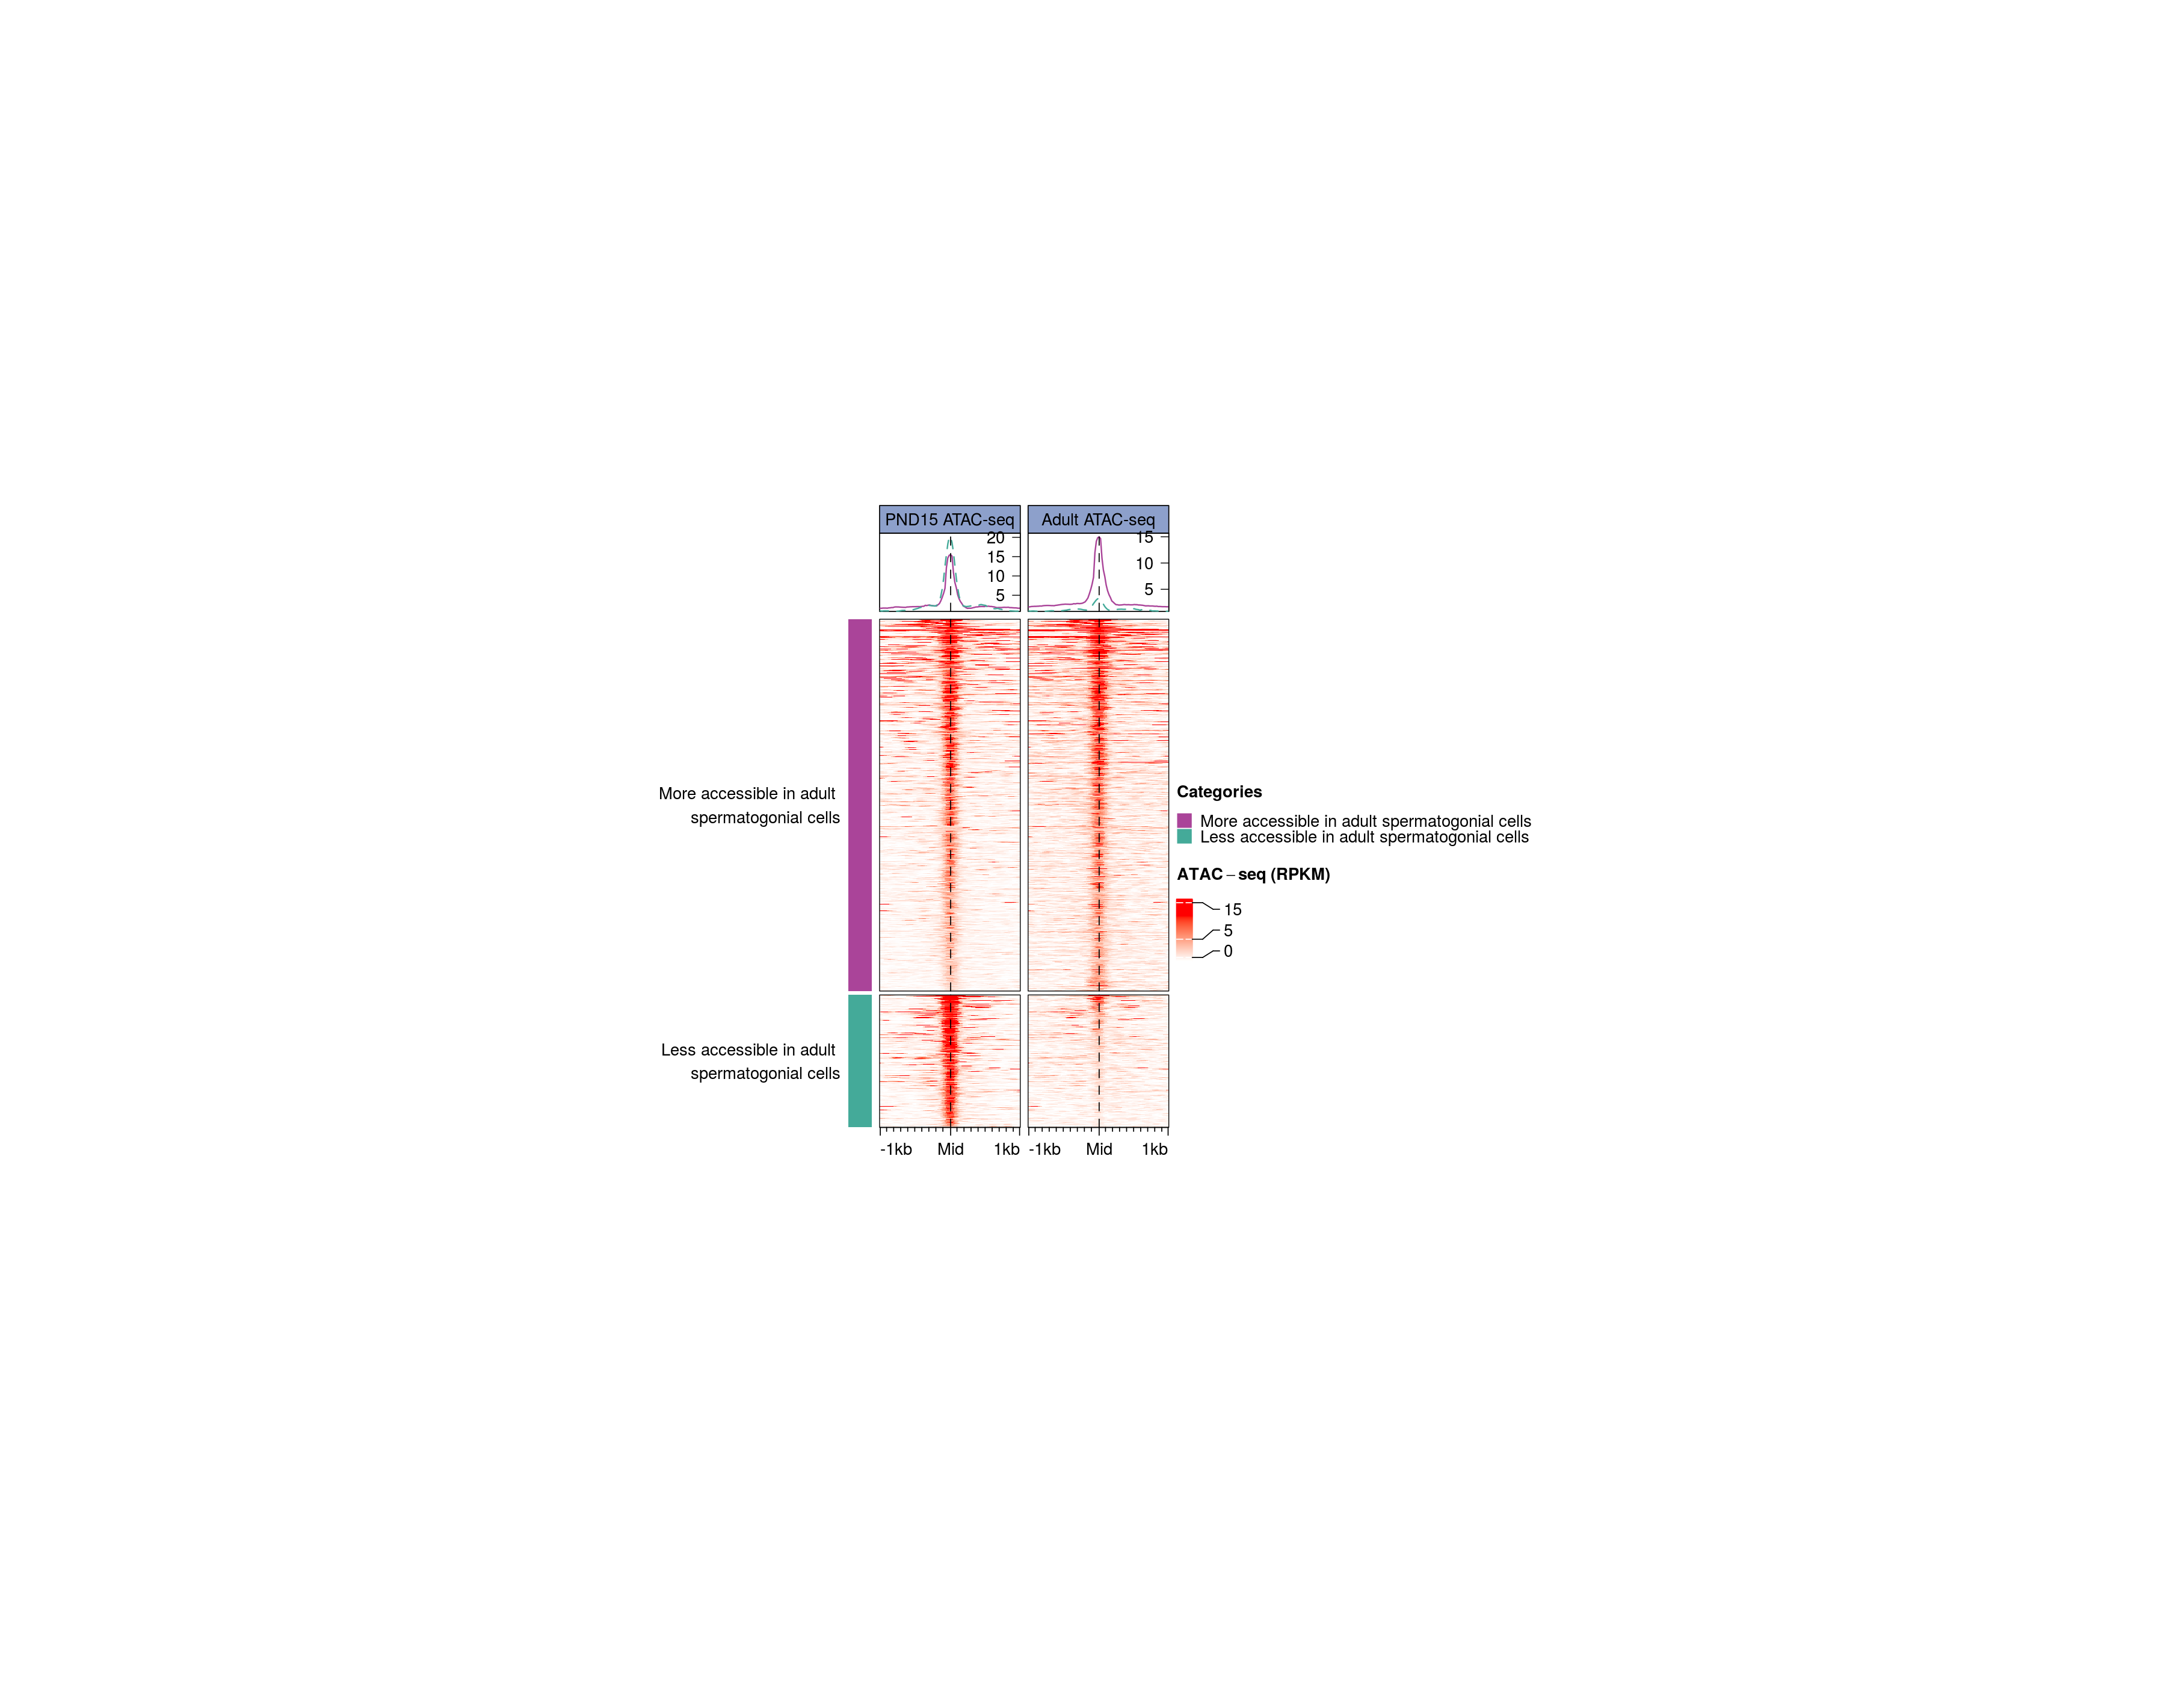 PND15 ATAC-seq
Adult ATAC-seq
20
15
10
5
15
10
5
More accessible in adult
spermatogonial cells
Less accessible in adult
spermatogonial cells
-1kb Mid 1kb
-1kb Mid 1kb
Categories
More accessible in adult spermatogonial cells
Less accessible in adult spermatogonial cells
ATAC−seq (RPKM)
15
5
0